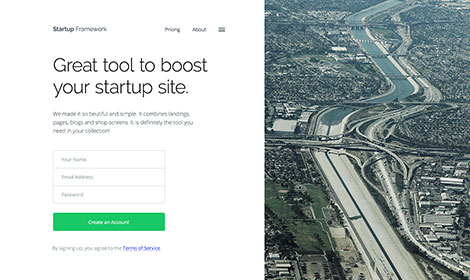 Startup Framework
Pricing About
Great tool to boost
your startup site.
We made it so beutiful and simple. It combines landings,
pages, blogs and shop screens. It is definitely the tool you
need in your collection!
Your Name
Email Address
Password
Create an Account
By signing up, you agree to the Terms of Service.